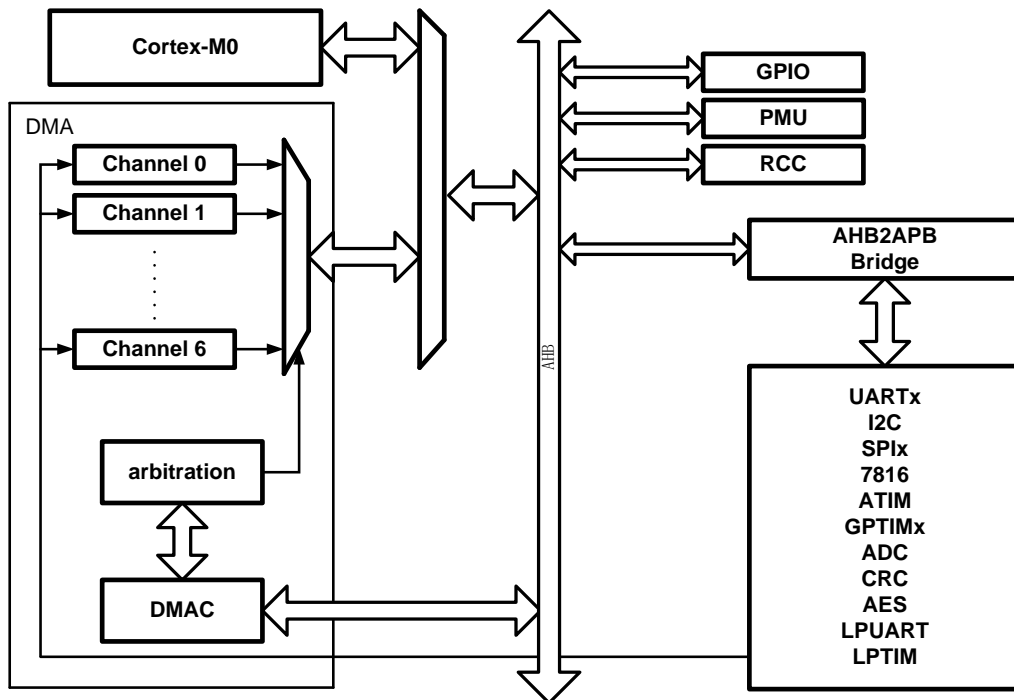 Cortex-M0
DMA
Channel 0
Channel 1
Channel 6
arbitration
DMAC
AHB
GPIO
PMU
RCC
AHB2APB
Bridge
UARTx
I2C
SPIx
7816
ATIM
GPTIMx
ADC
CRC
AES
LPUART
LPTIM